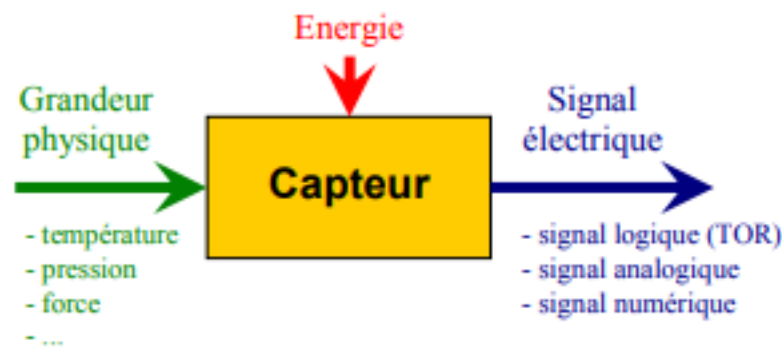 Energie
Grandeur
physique
Signal
électrique
Capteur
- température
- pression
- force
- ...
- signal logique (TOR)
- signal analogique
- signal numérique